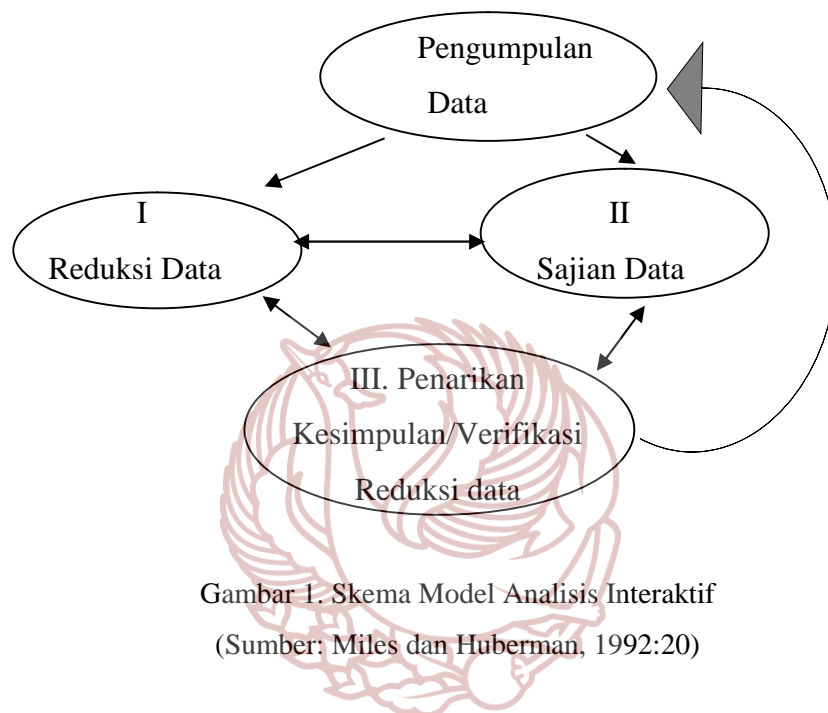 Pengumpulan
Data
I
Reduksi Data
II
Sajian Data
III. Penarikan
Kesimpulan/Verifikasi
Reduksi data
Gambar 1. Skema Model Analisis Interaktif
(Sumber: Miles dan Huberman, 1992:20)